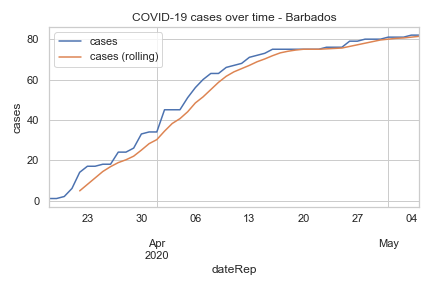 COVID-19 cases over time - Barbados
cases
cases (rolling)
80
60
40
20
0
cases
23 30 06 13 20 27 04
Apr May
2020
dateRep